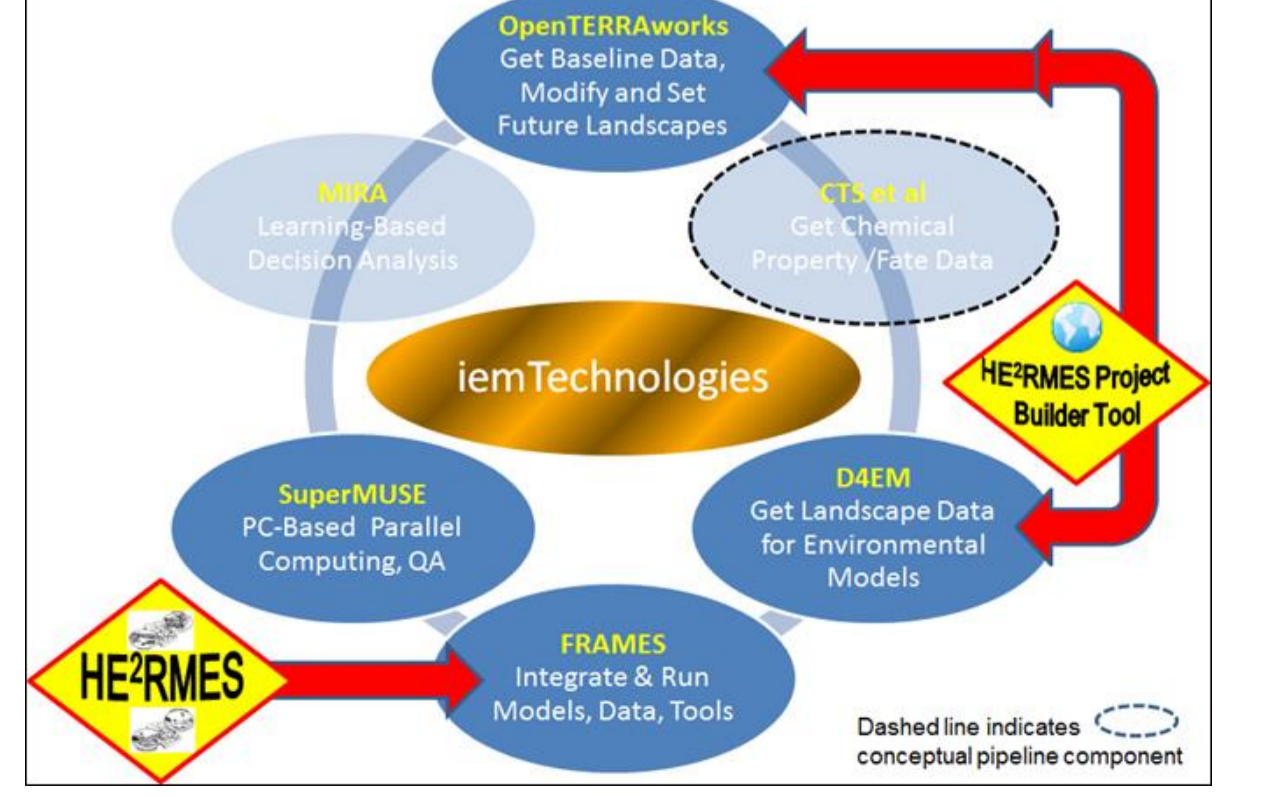 OpenTERRAworks
Get Baseline Data,
Modify and Set
Future Landscapes
MIRA
Learning-Based
Decision Analysis
CTS et al
Get Chemical
Property /Fate Data
iemTechnologies
HE²RMES Project
Builder Tool
SuperMUSE
PC-Based Parallel
Computing, QA
D4EM
Get Landscape Data
for Environmental
Models
HE²RMES
FRAMES
Integrate & Run
Models, Data, Tools
Dashed line indicates
conceptual pipeline component